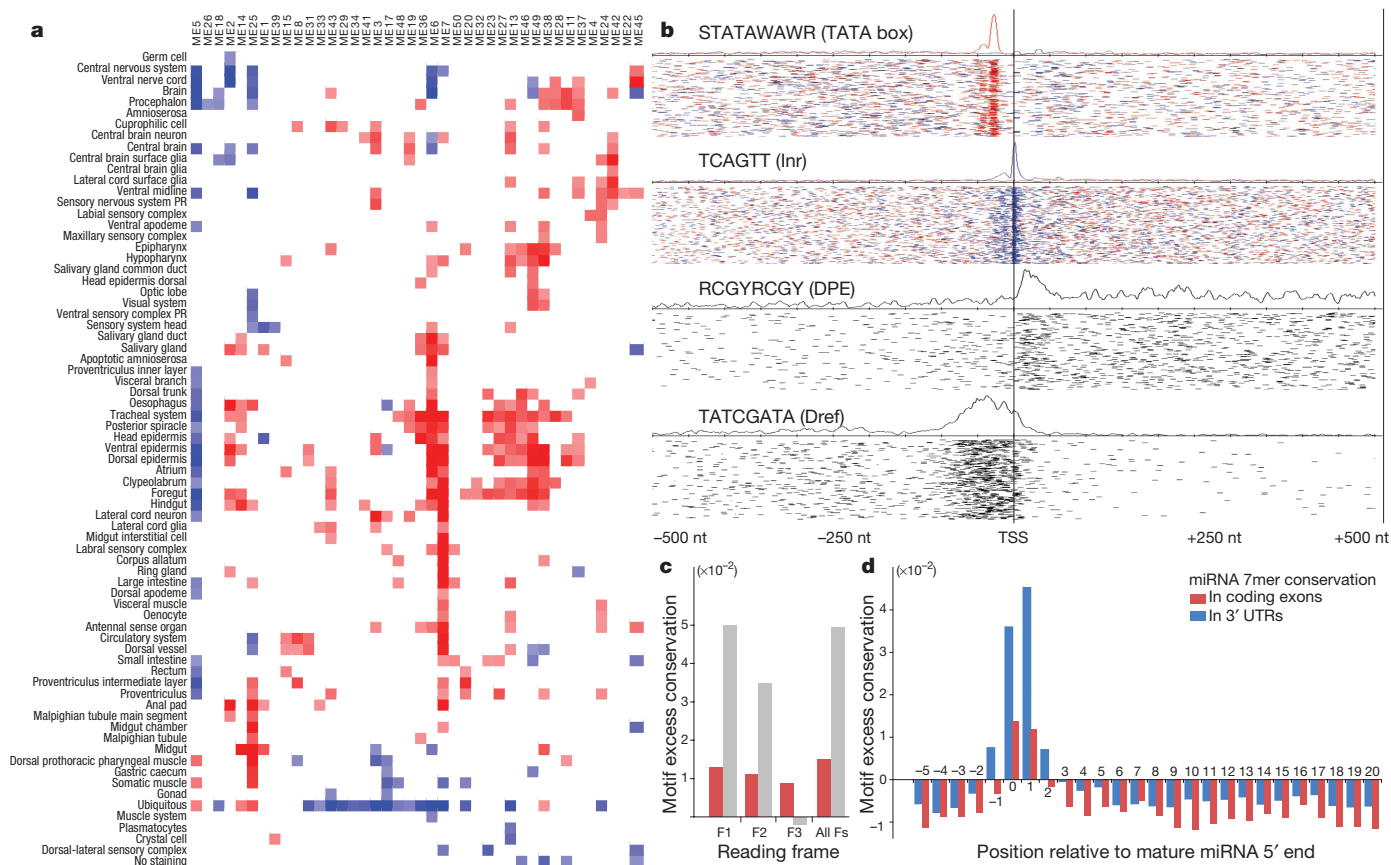 a
ME5 ME26 ME18 ME2 ME14 ME25 ME1 ME39 ME15 ME8 ME31 ME33 ME43 ME29 ME34 ME41 ME3 ME17 ME48 ME19 ME36 ME6 ME7 ME50 ME20 ME32 ME23 ME27 ME13 ME46 ME49 ME38 ME28 ME11 ME37 ME4 ME24 ME42 ME22 ME45
Germ cell
Central nervous system
Ventral nerve cord
Brain
Procephalon
Amnioserosa
Cuprophilic cell
Central brain neuron
Central brain
Central brain surface glia
Central brain glia
Lateral cord surface glia
Ventral midline
Sensory nervous system PR
Labial sensory complex
Ventral apodeme
Maxillary sensory complex
Epipharynx
Hypopharynx
Salivary gland common duct
Head epidermis dorsal
Optic lobe
Visual system
Ventral sensory complex PR
Sensory system head
Salivary gland duct
Salivary gland
Apoptotic amnioserosa
Proventriculus inner layer
Visceral branch
Dorsal trunk
Oesophagus
Tracheal system
Posterior spiracle
Head epidermis
Ventral epidermis
Dorsal epidermis
Atrium
Clypeolabrum
Foregut
Hindgut
Lateral cord neuron
Lateral cord glia
Midgut interstitial cell
Labral sensory complex
Corpus allatum
Ring gland
Large intestine
Dorsal apodeme
Visceral muscle
Oenocyte
Antennal sense organ
Circulatory system
Dorsal vessel
Small intestine
Rectum
Proventriculus intermediate layer
Proventriculus
Anal pad
Malpighian tubule main segment
Midgut chamber
Malpighian tubule
Midgut
Dorsal prothoracic pharyngeal muscle
Gastric caecum
Somatic muscle
Gonad
Ubiquitous
Muscle system
Plasmatocytes
Crystal cell
Dorsal-lateral sensory complex
No staining
b
STATAWAWR (TATA box)
TCAGTT (Inr)
RCGYRCGY (DPE)
TATCGATA (Dref)
−500 nt −250 nt TSS +250 nt +500 nt
c
(×10−2)
Motif excess conservation
5
4
3
2
1
F1 F2 F3 All Fs
Reading frame
d
(×10−2)
Motif excess conservation
miRNA 7mer conservation
In coding exons
In 3′ UTRs
4
3
2
1
0
−1
−5 −4 −3 −2 −1 0 1 2 3 4 5 6 7 8 9 10 11 12 13 14 15 16 17 18 19 20
Position relative to mature miRNA 5′ end